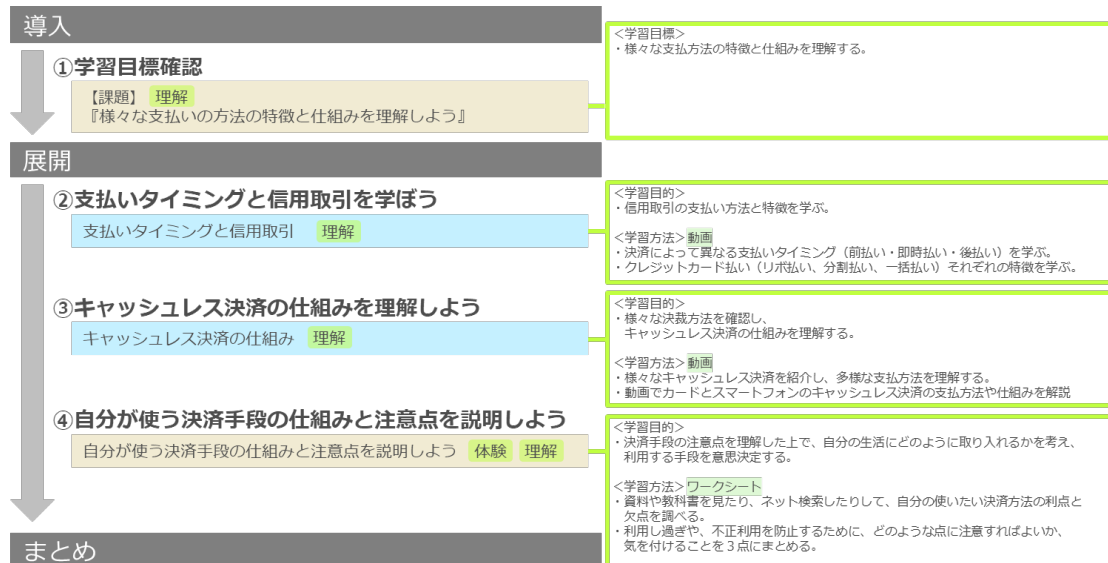 導入
①学習目標確認
【課題】 理解
『様々な支払いの方法の特徴と仕組みを理解しよう』
<学習目標>
・様々な支払方法の特徴と仕組みを理解する。
展開
②支払いタイミングと信用取引を学ぼう
支払いタイミングと信用取引 理解
<学習目的>
・信用取引の支払い方法と特徴を学ぶ。
<学習方法>動画
・決済によって異なる支払いタイミング（前払い・即時払い・後払い）を学ぶ。
・クレジットカード払い（リボ払い、分割払い、一括払い）それぞれの特徴を学ぶ。
③キャッシュレス決済の仕組みを理解しよう
キャッシュレス決済の仕組み 理解
<学習目的>
・様々な決裁方法を確認し、
キャッシュレス決済の仕組みを理解する。
<学習方法>動画
・様々なキャッシュレス決済を紹介し、多様な支払方法を理解する。
・動画でカードとスマートフォンのキャッシュレス決済の支払方法や仕組みを解説
④自分が使う決済手段の仕組みと注意点を説明しよう
自分が使う決済手段の仕組みと注意点を説明しよう 体験 理解
<学習目的>
・決済手段の注意点を理解した上で、自分の生活にどのように取り入れるかを考え、
利用する手段を意思決定する。
<学習方法>ワークシート
・資料や教科書を見たり、ネット検索したりして、自分の使いたい決済方法の利点と
欠点を調べる。
・利用し過ぎや、不正利用を防止するために、どのような点に注意すればよいか、
気を付けることを３点にまとめる。
まとめ